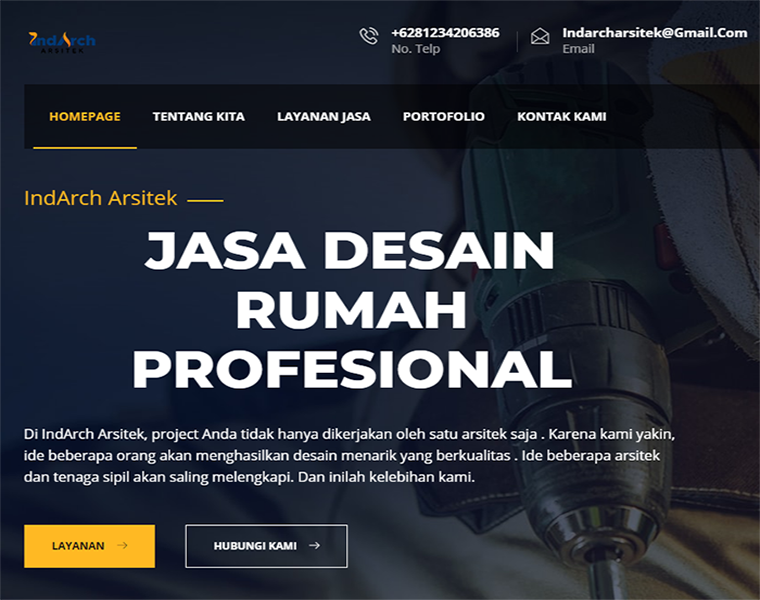 IndArch
ARSITEK
+6281234206386
No. Telp
Indarcharsitek@Gmail.Com
Email
HOMEPAGE
TENTANG KITA
LAYANAN JASA
PORTOFOLIO
KONTAK KAMI
IndArch Arsitek
JASA DESAIN
RUMAH
PROFESIONAL
Di IndArch Arsitek, project Anda tidak hanya dikerjakan oleh satu arsitek saja . Karena kami yakin,
ide beberapa orang akan menghasilkan desain menarik yang berkualitas . Ide beberapa arsitek
dan tenaga sipil akan saling melengkapi. Dan inilah kelebihan kami.
LAYANAN
HUBUNGI KAMI